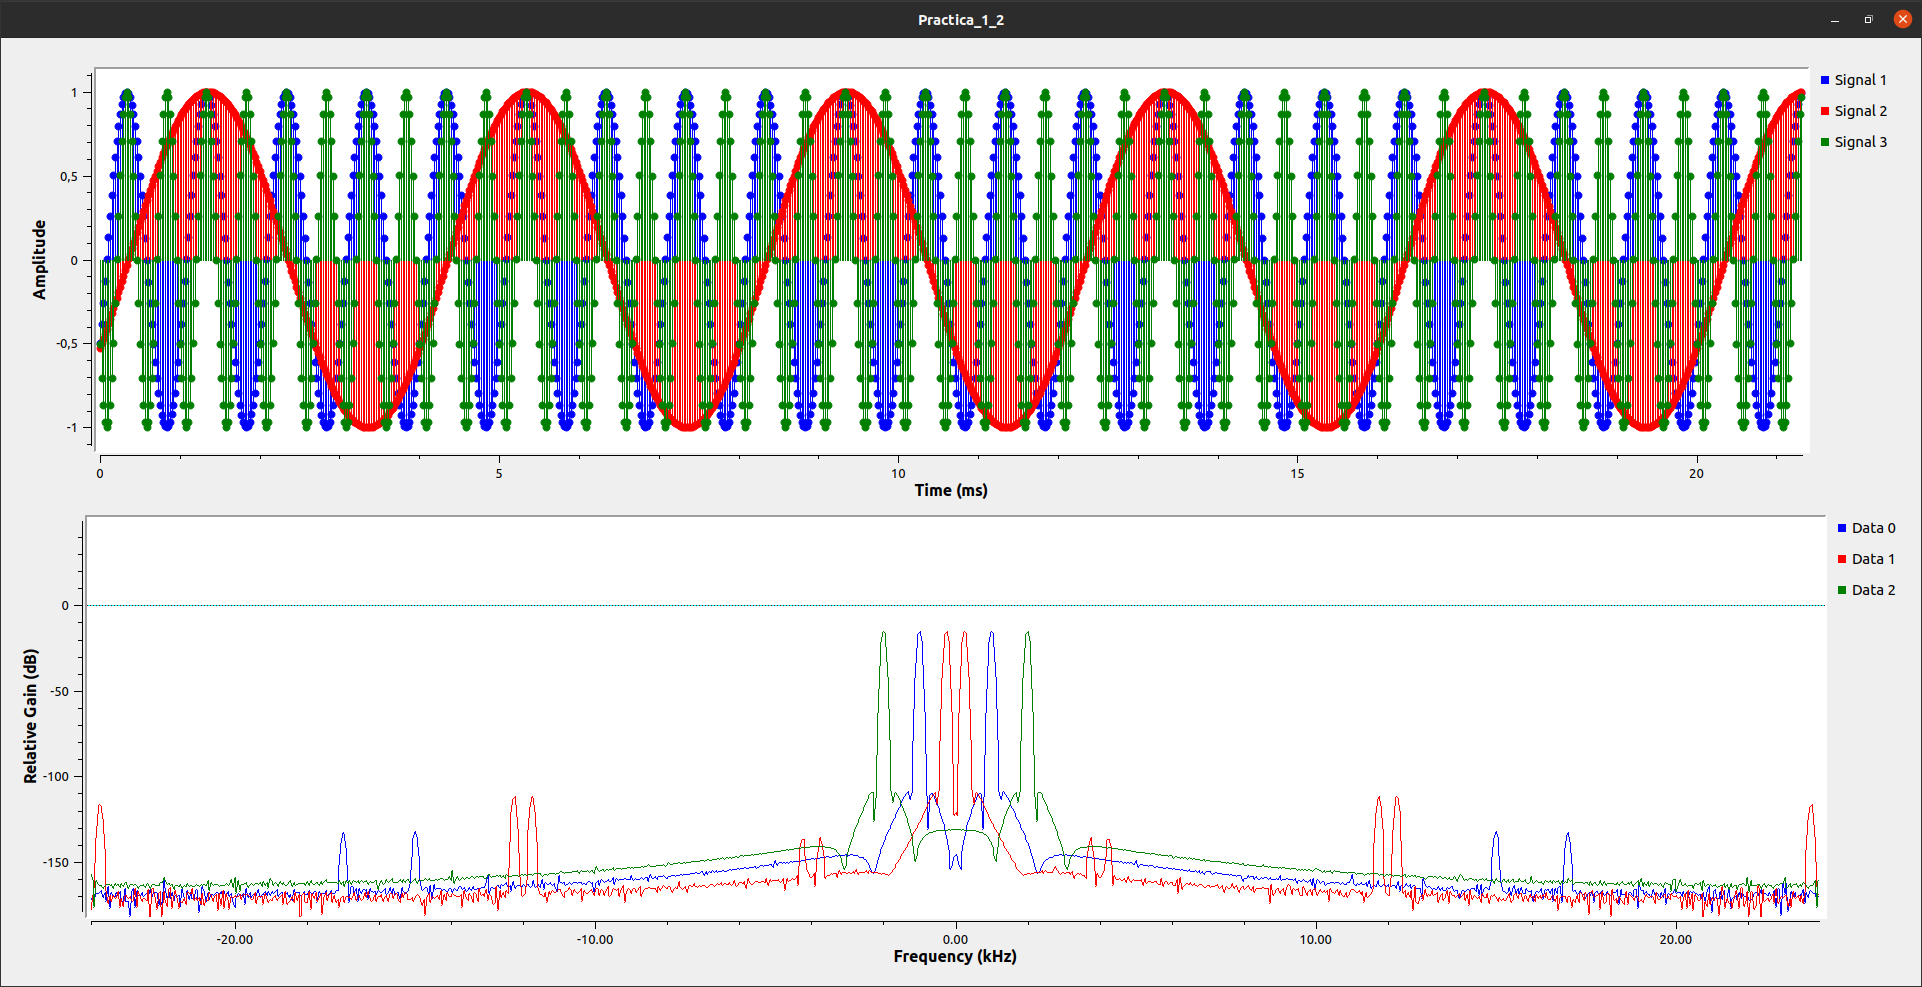 Practica_1_2
Signal 1
Signal 2
Signal 3
1
0,5
0
-0,5
-1
Amplitude
0 5 10 15 20
Time (ms)
Data 0
Data 1
Data 2
0
-50
-100
-150
Relative Gain (dB)
-20.00 -10.00 0.00 10.00 20.00
Frequency (kHz)